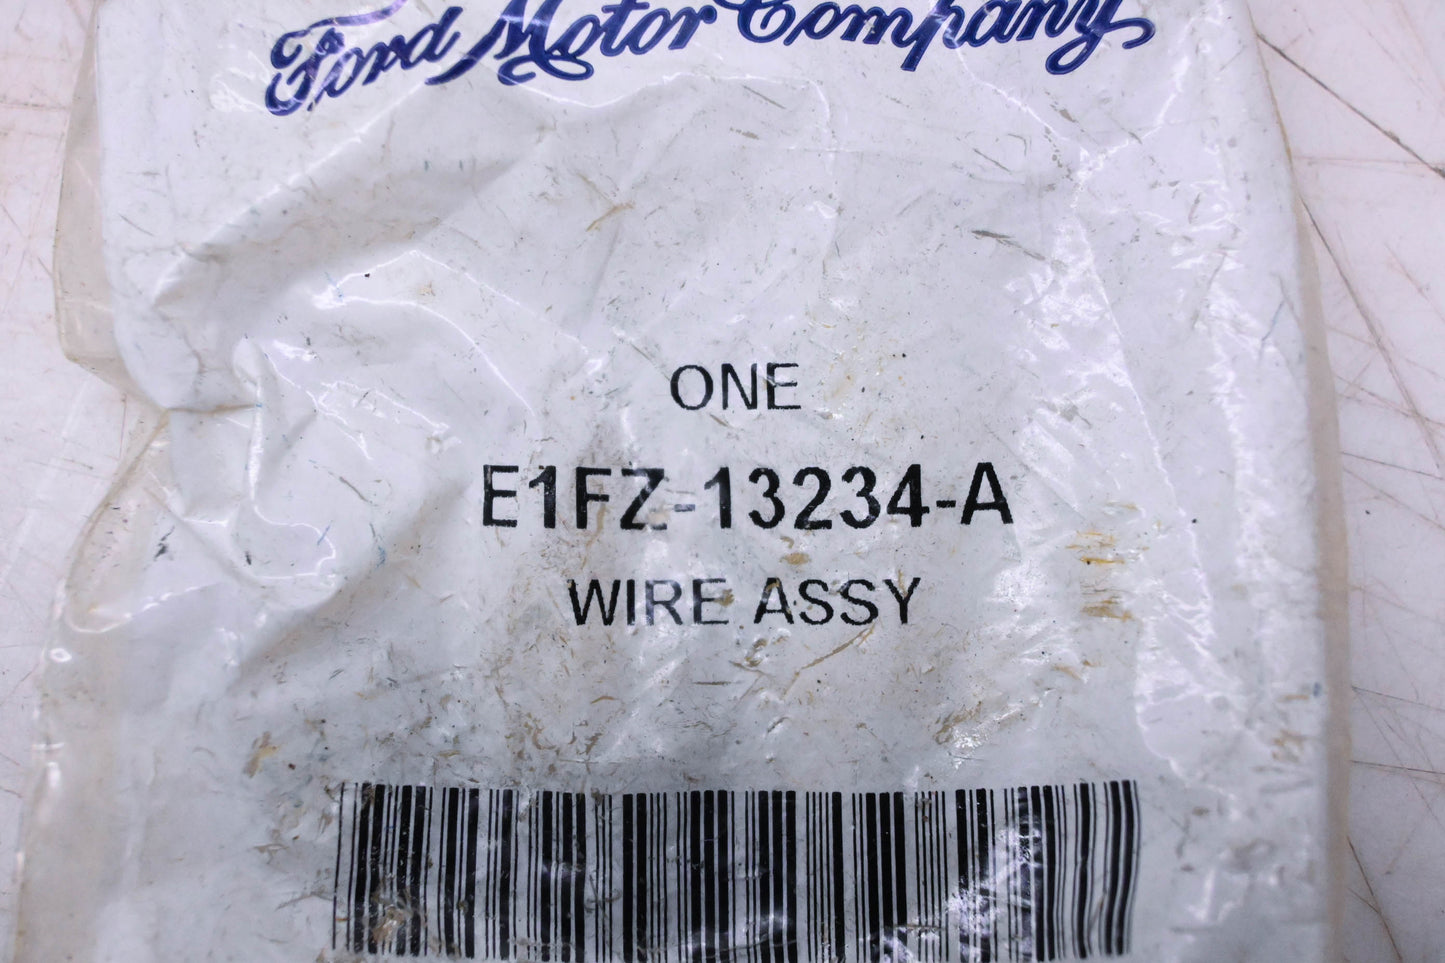 Ford Motor Company
ONE
E1FZ-13234-A
WIRE ASSY